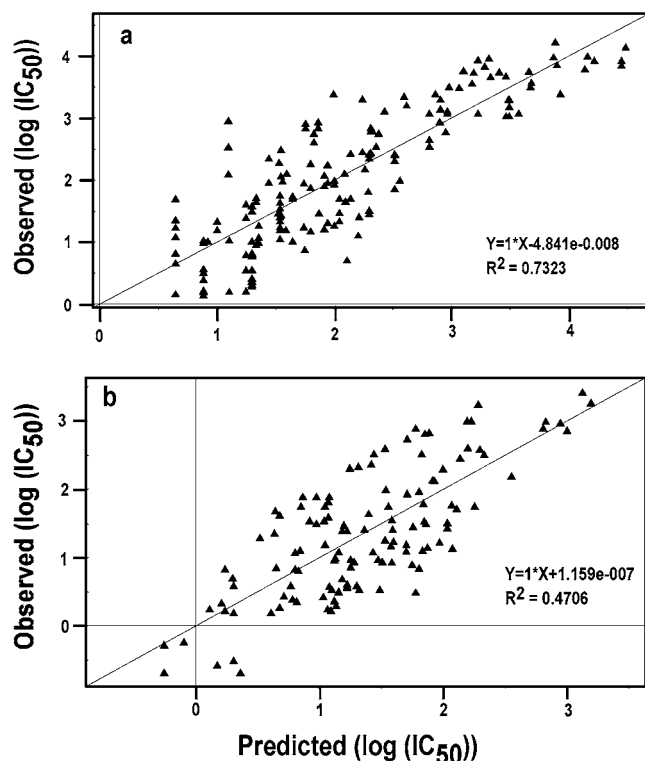 a
4
3
2
1
0
Observed (log (IC50))
Y=1*X-4.841e-0.008
R2 = 0.7323
0 1 2 3 4
b
3
2
1
0
Observed (log (IC50))
Y=1*X+1.159e-007
R2 = 0.4706
0 1 2 3
Predicted (log (IC50))